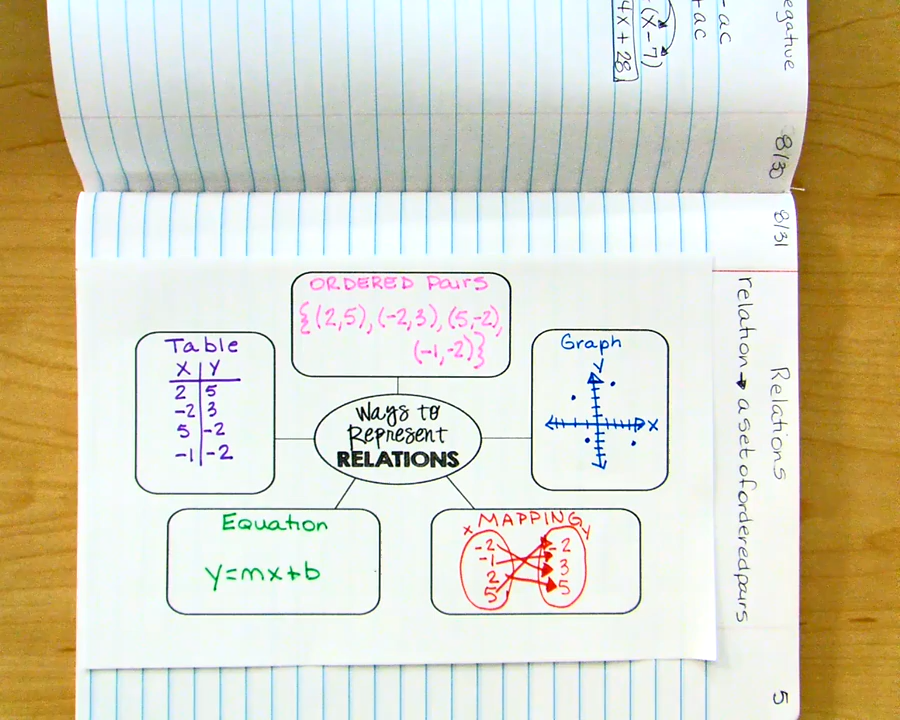 egative
- ac
+ ac
(x - 7)
4x + 28
8/30
8/31
Relations
relation → a set of ordered pairs
ORDERED Pairs
{(2,5), (-2,3), (5,-2),
(-1,-2)}
Table
X Y
2 5
-2 3
5 -2
-1 -2
Graph
y
x
Ways to
Represent
RELATIONS
Equation
y=mx+b
MAPPING
x y
-2 -2
-1 3
2 5
5
5